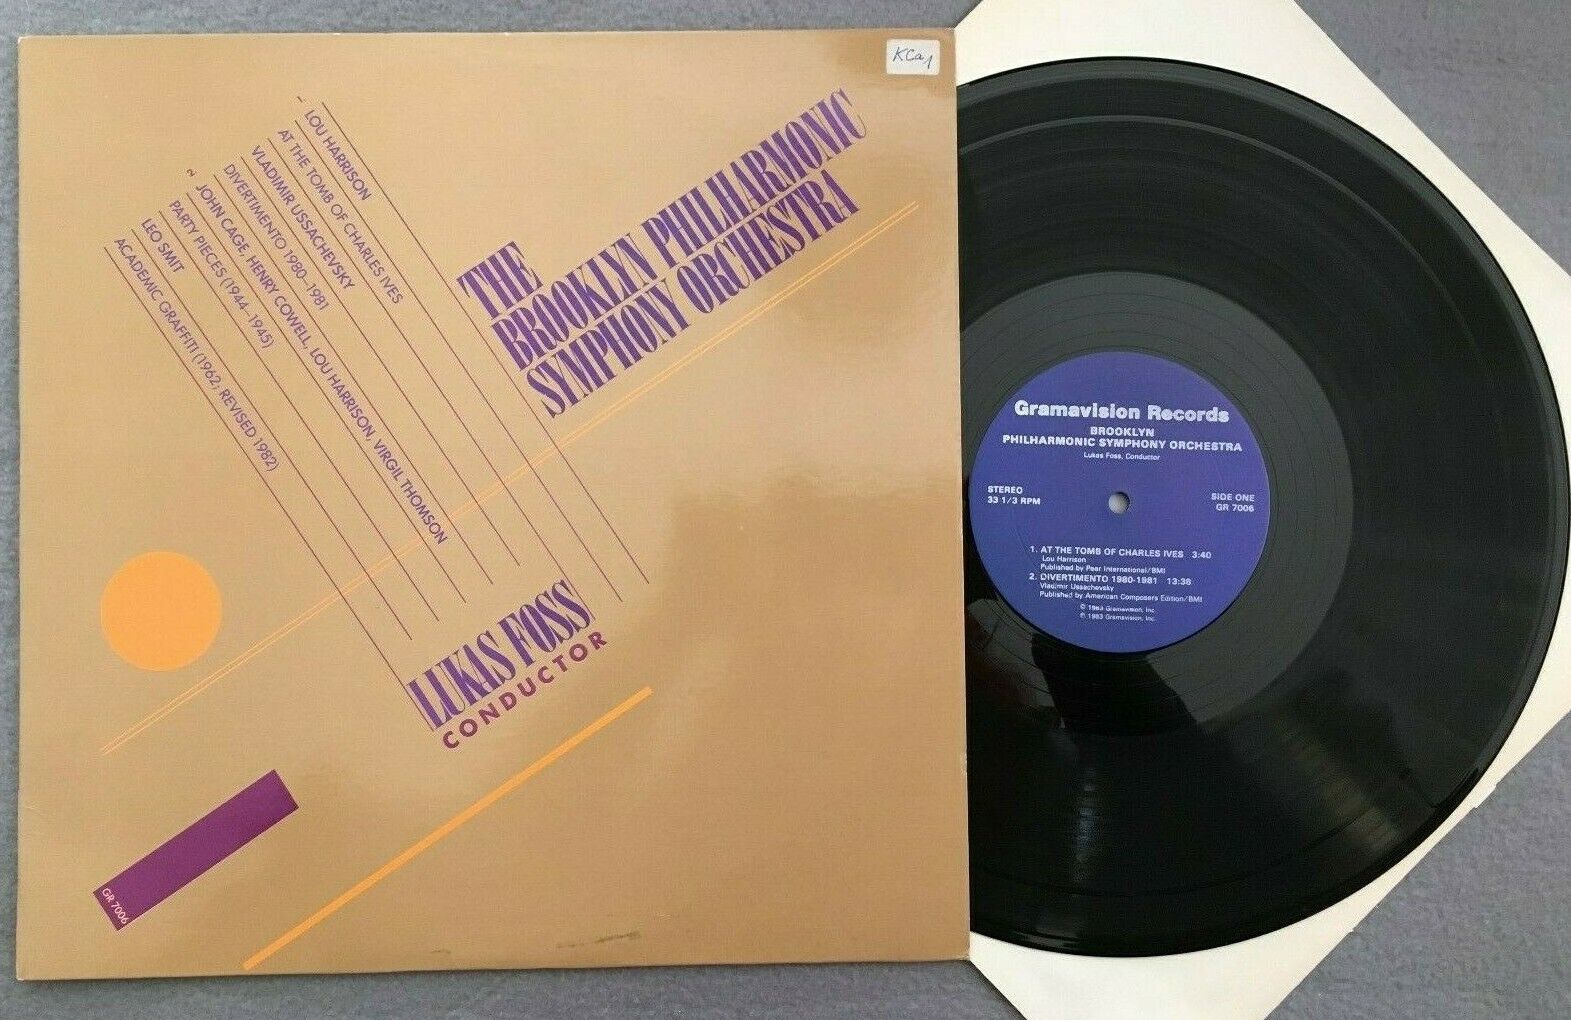 KCa1
1
LOU HARRISON
AT THE TOMB OF CHARLES IVES
VLADIMIR USSACHEVSKY
DIVERTIMENTO 1980-1981
2
JOHN CAGE, HENRY COWELL, LOU HARRISON, VIRGIL THOMSON
PARTY PIECES (1944-1945)
LEO SMIT
ACADEMIC GRAFFITI (1962, REVISED 1982)
THE
BROOKLYN PHILHARMONIC
SYMPHONY ORCHESTRA
LUKAS FOSS
CONDUCTOR
GR 7006
Gramavision Records
BROOKLYN
PHILHARMONIC SYMPHONY ORCHESTRA
Lukas Foss, Conductor
STEREO
33 1/3 RPM
SIDE ONE
GR 7006
1. AT THE TOMB OF CHARLES IVES 3:40
Lou Harrison
Published by Peer International/BMI
2. DIVERTIMENTO 1980-1981 13:38
Vladimir Ussachevsky
Published by American Composers Edition/BMI
© 1983 Gramavision, Inc.
℗ 1983 Gramavision, Inc.